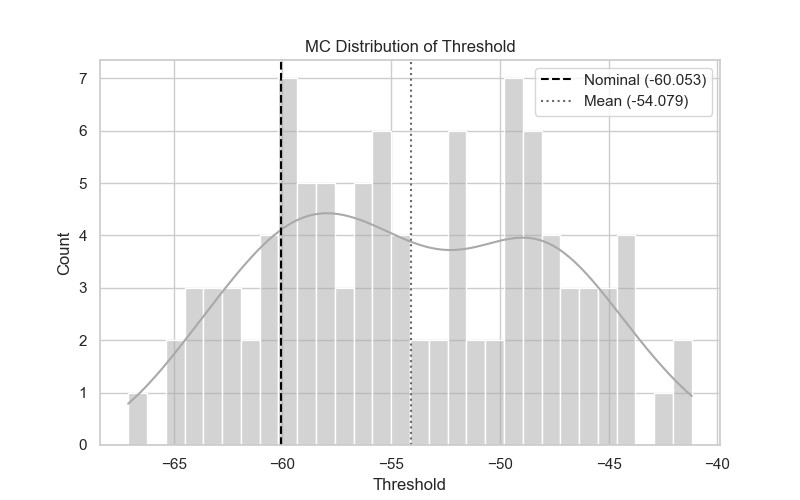 MC Distribution of Threshold
Nominal (-60.053)
Mean (-54.079)
Count
7
6
5
4
3
2
1
0
−65 −60 −55 −50 −45 −40
Threshold